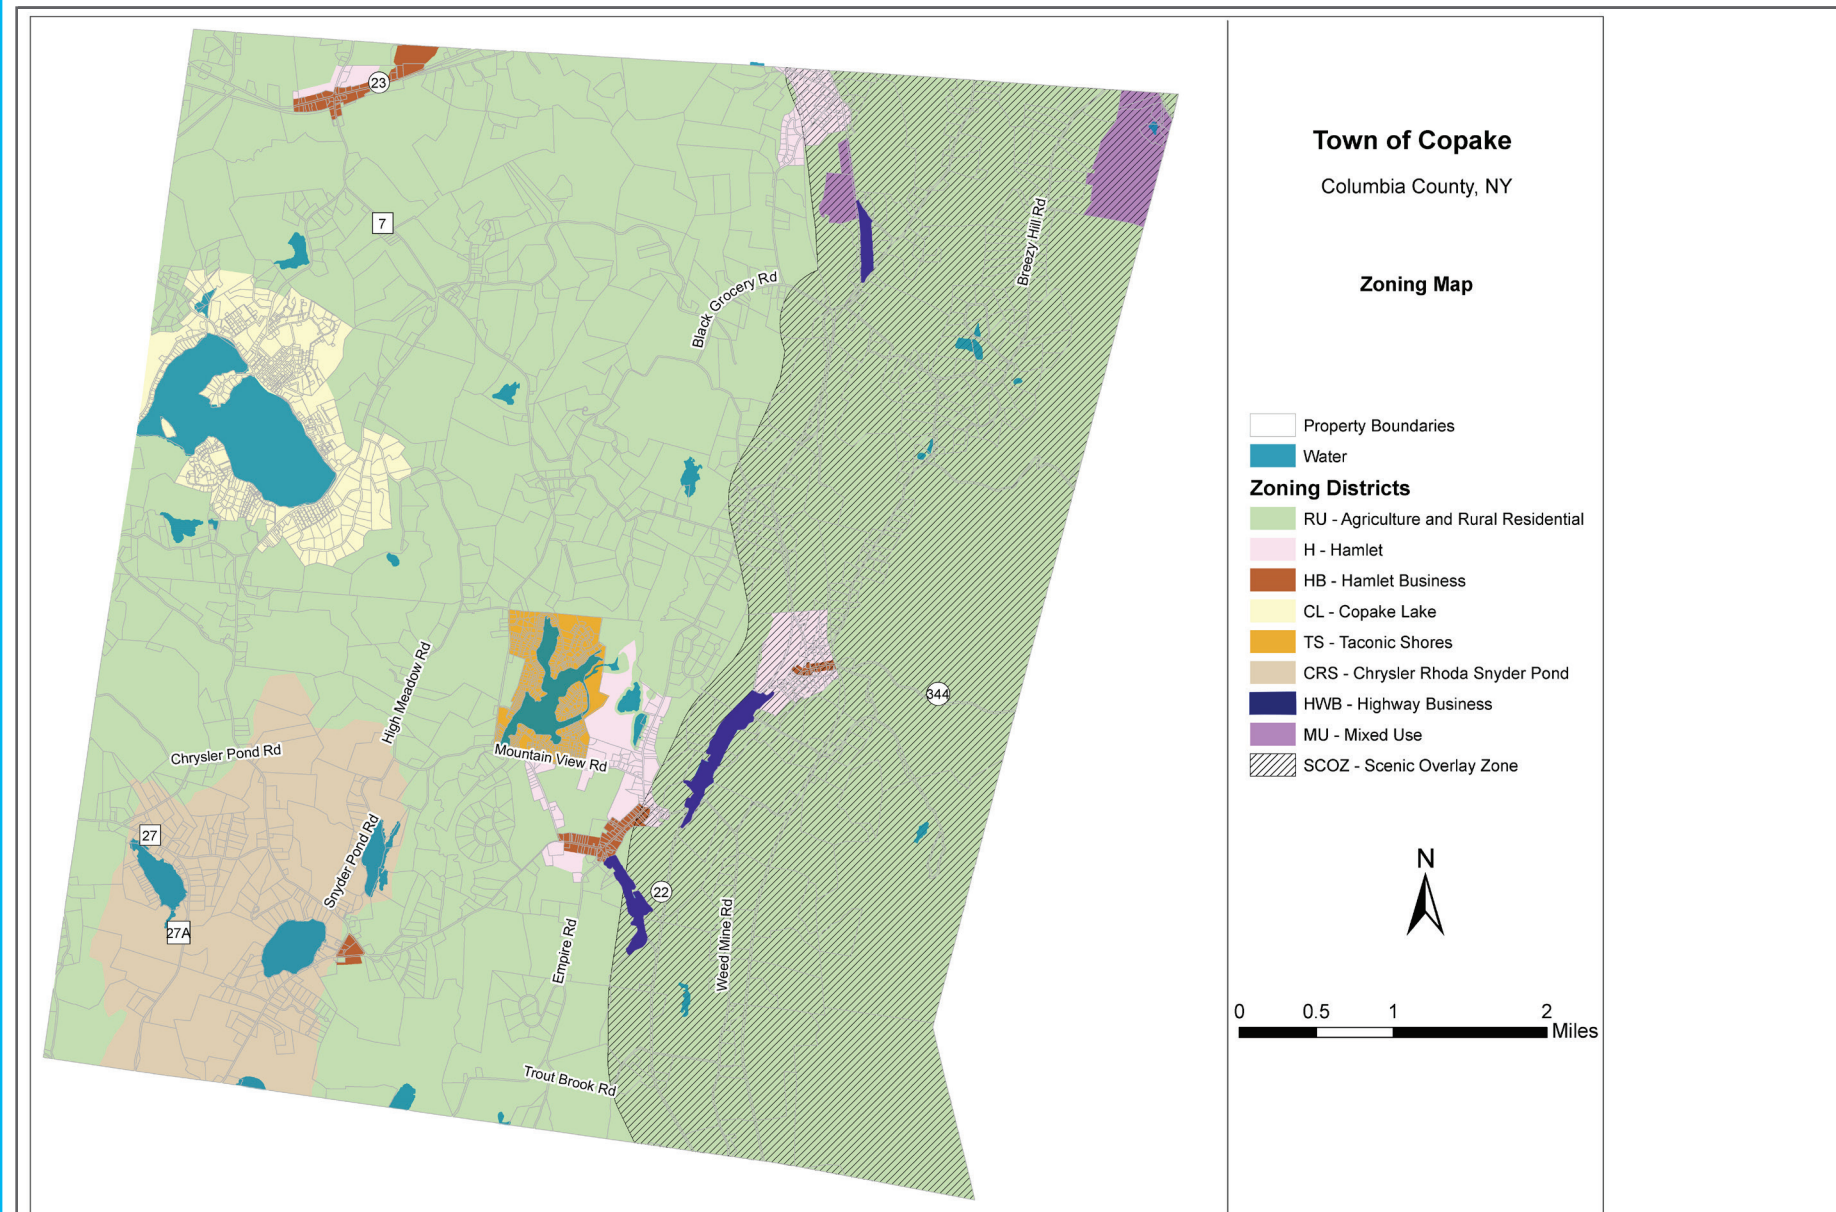 Town of Copake
Columbia County, NY
Zoning Map
Property Boundaries
Water
Zoning Districts
RU - Agriculture and Rural Residential
H - Hamlet
HB - Hamlet Business
CL - Copake Lake
TS - Taconic Shores
CRS - Chrysler Rhoda Snyder Pond
HWB - Highway Business
MU - Mixed Use
SCOZ - Scenic Overlay Zone
N
0 0.5 1 2
Miles
23
7
Black Grocery Rd
Breezy Hill Rd
High Meadow Rd
344
Chrysler Pond Rd
Mountain View Rd
27
Snyder Pond Rd
22
27A
Empire Rd
Weed Mine Rd
Trout Brook Rd